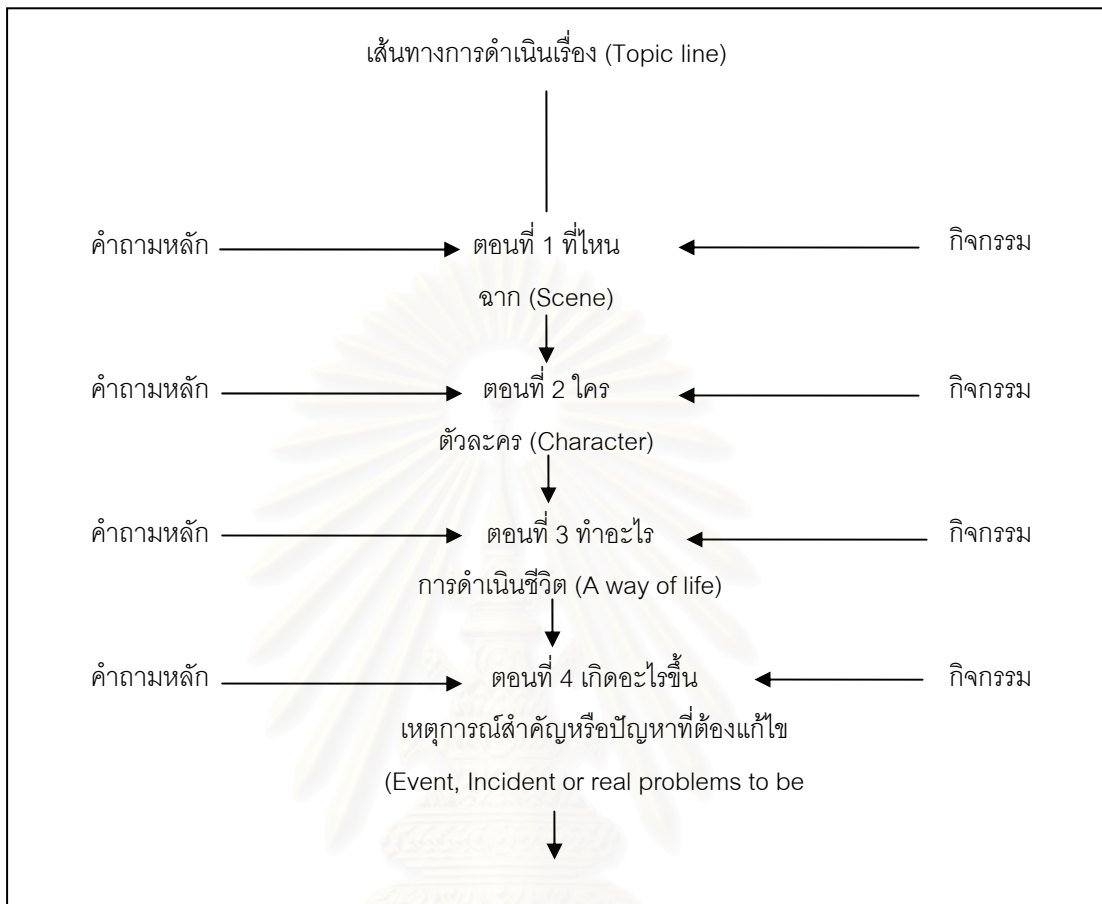 เส้นทางการดำเนินเรื่อง (Topic line)
คำถามหลัก ตอนที่ 1 ที่ไหน กิจกรรม
ฉาก (Scene)
คำถามหลัก ตอนที่ 2 ใคร กิจกรรม
ตัวละคร (Character)
คำถามหลัก ตอนที่ 3 ทำอะไร กิจกรรม
การดำเนินชีวิต (A way of life)
คำถามหลัก ตอนที่ 4 เกิดอะไรขึ้น กิจกรรม
เหตุการณ์สำคัญหรือปัญหาที่ต้องแก้ไข
(Event, Incident or real problems to be